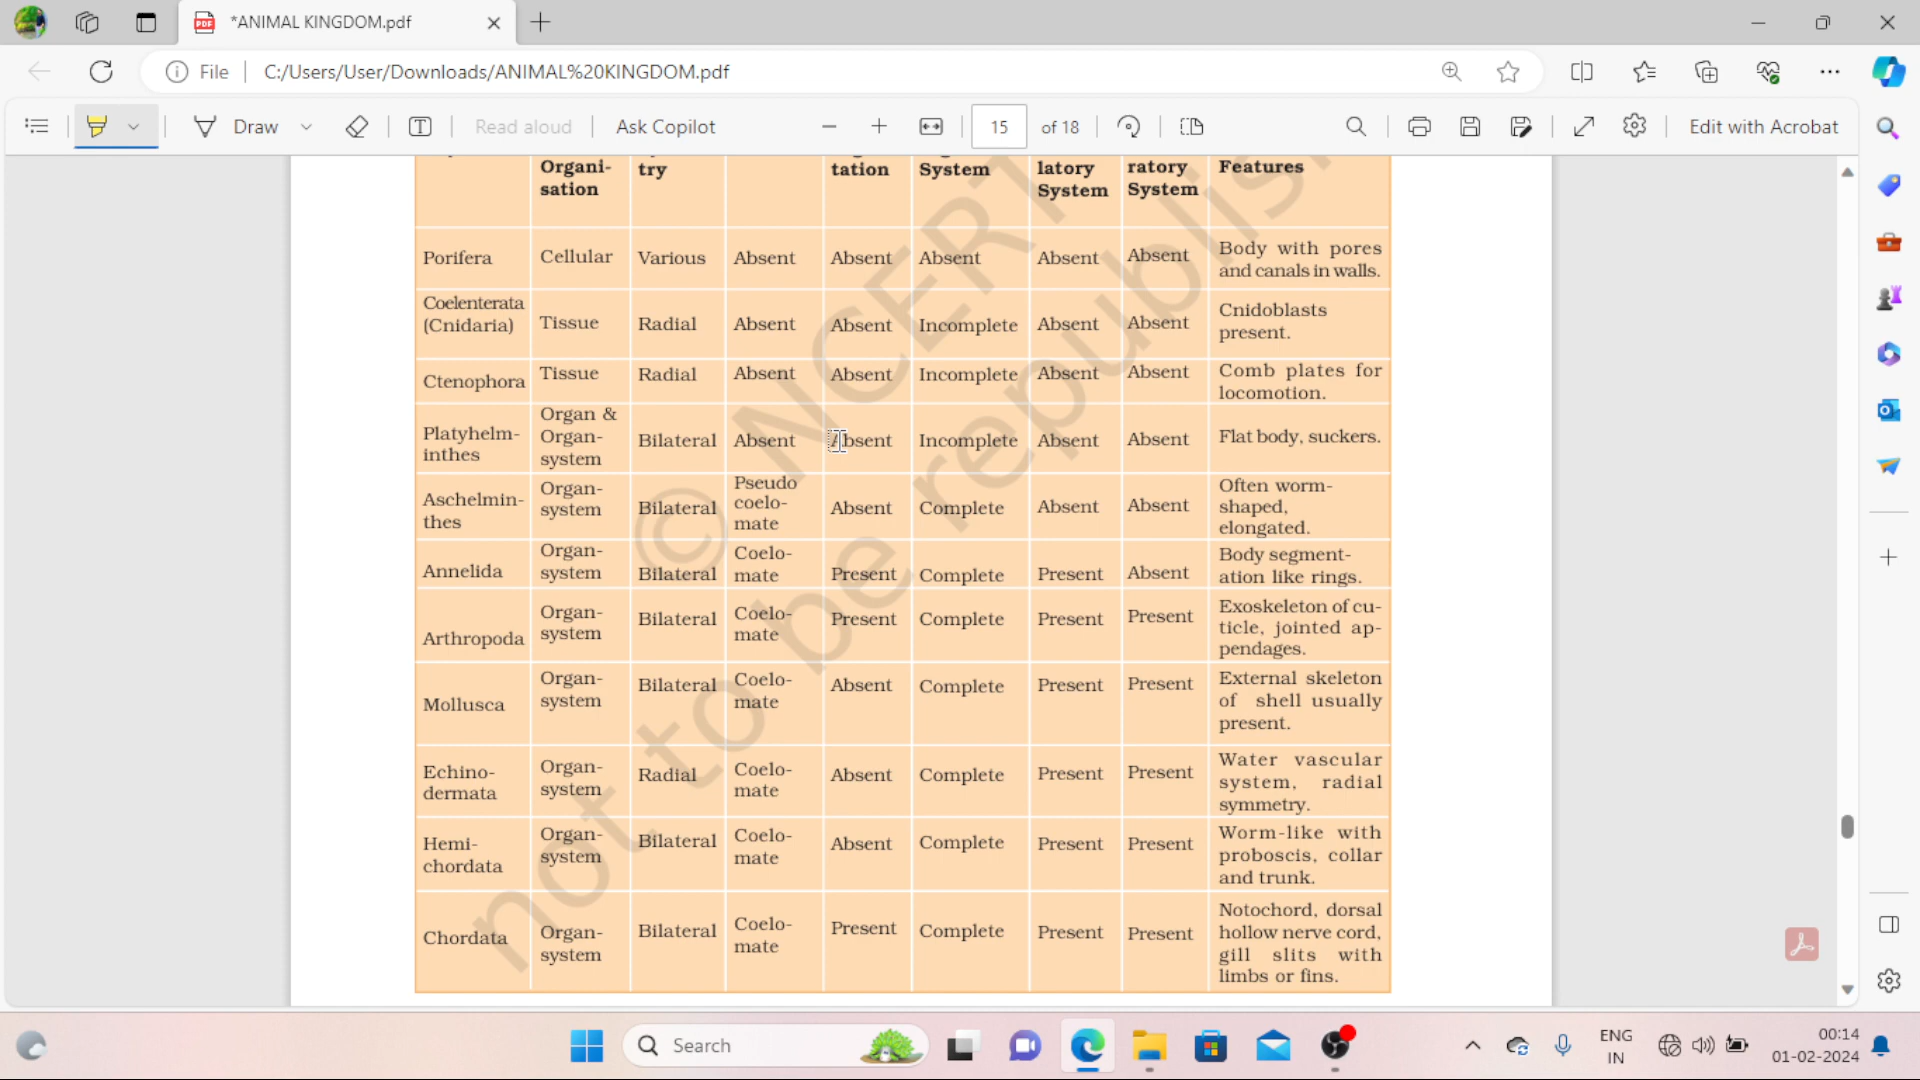 *ANIMAL KINGDOM.pdf
File
C:/Users/User/Downloads/ANIMAL%20KINGDOM.pdf
Draw
Read aloud
Ask Copilot
15 of 18
Edit with Acrobat
Organi-
sation
try
tation
System
latory
System
ratory
System
Features
Porifera Cellular Various Absent Absent Absent Absent Absent Body with pores
and canals in walls.
Coelenterata
(Cnidaria) Tissue Radial Absent Absent Incomplete Absent Absent Cnidoblasts
present.
Ctenophora Tissue Radial Absent Absent Incomplete Absent Absent Comb plates for
locomotion.
Platyhelm-
inthes
Organ &
Organ-
system
Bilateral Absent Absent Incomplete Absent Absent Flat body, suckers.
Aschelmin-
thes
Organ-
system
Bilateral
Pseudo
coelo-
mate
Absent Complete Absent Absent
Often worm-
shaped,
elongated.
Annelida
Organ-
system
Bilateral
Coelo-
mate
Present Complete Present Absent
Body segment-
ation like rings.
Arthropoda
Organ-
system
Bilateral
Coelo-
mate
Present Complete Present Present
Exoskeleton of cu-
ticle, jointed ap-
pendages.
Mollusca
Organ-
system
Bilateral
Coelo-
mate
Absent Complete Present Present
External skeleton
of shell usually
present.
Echino-
dermata
Organ-
system
Radial
Coelo-
mate
Absent Complete Present Present
Water vascular
system, radial
symmetry.
Hemi-
chordata
Organ-
system
Bilateral
Coelo-
mate
Absent Complete Present Present
Worm-like with
proboscis, collar
and trunk.
Chordata
Organ-
system
Bilateral
Coelo-
mate
Present Complete Present Present
Notochord, dorsal
hollow nerve cord,
gill slits with
limbs or fins.
© NCERT
not to be republis
Search
ENG
IN
00:14
01-02-2024